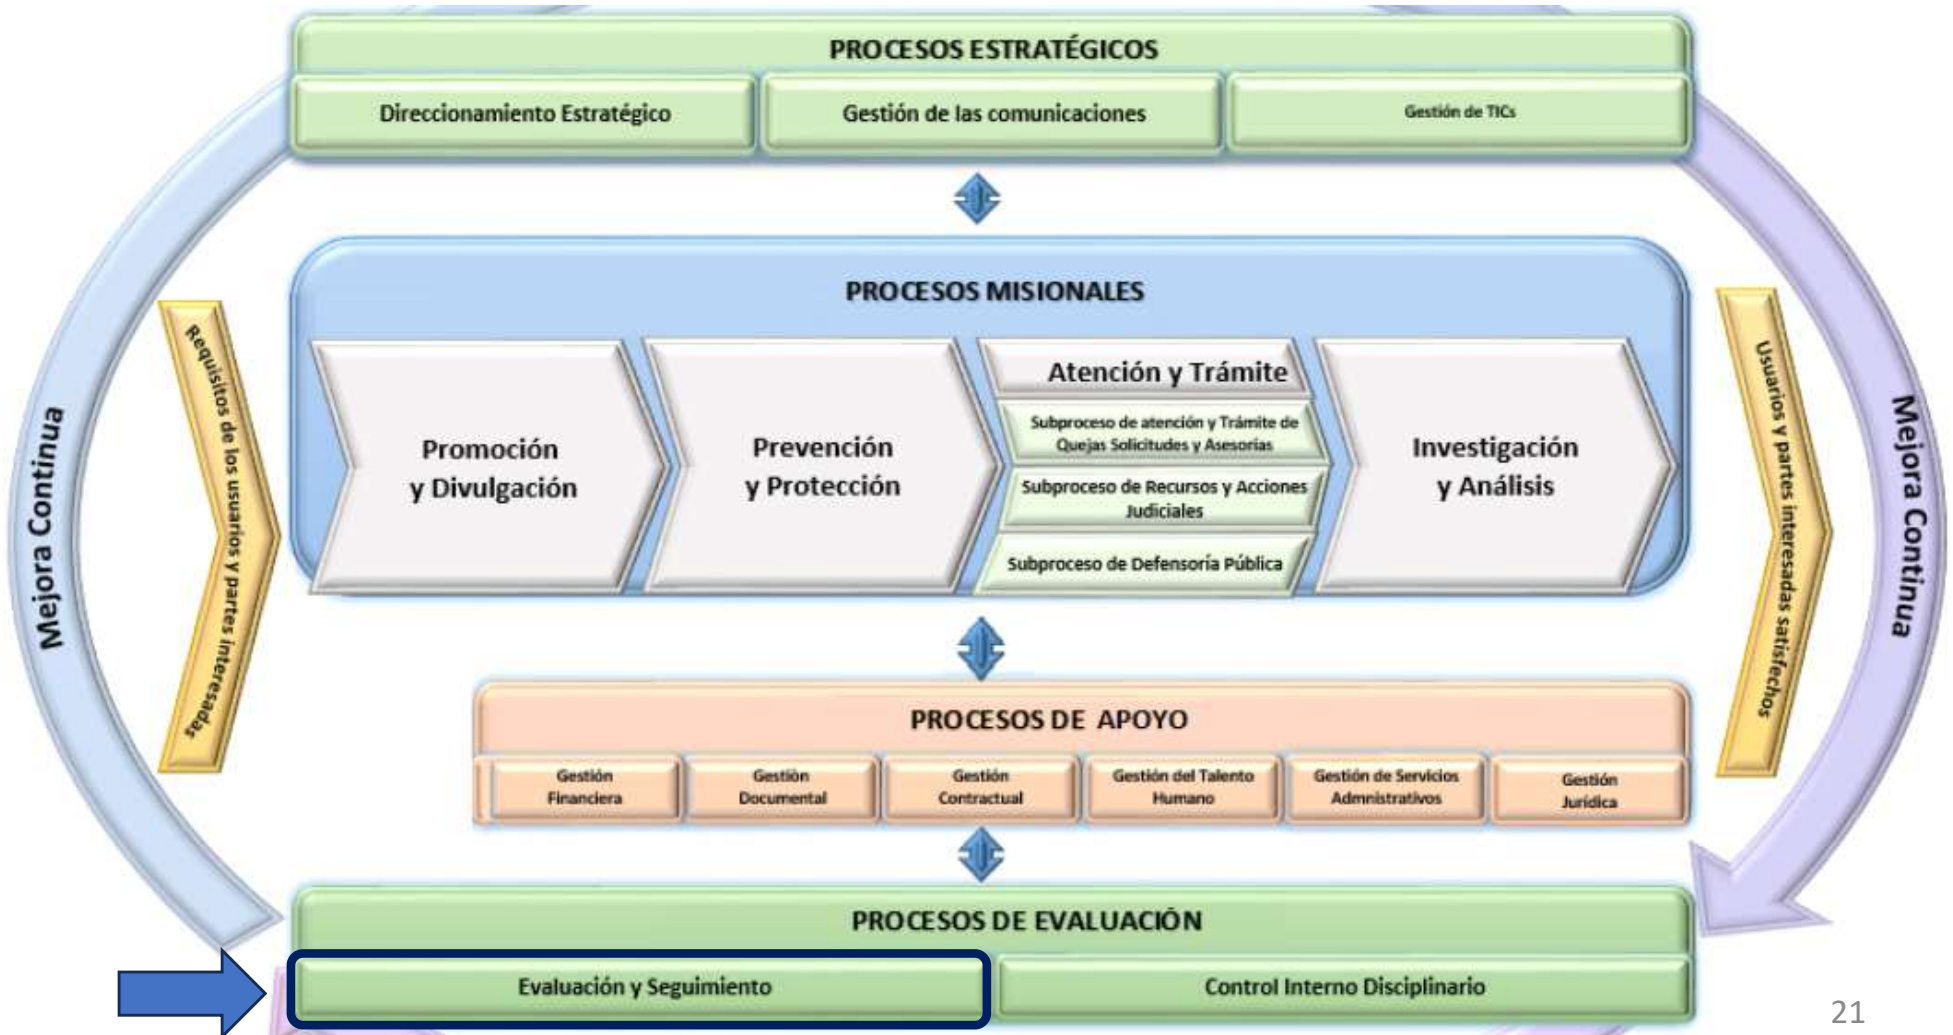 PROCESOS ESTRATÉGICOS
Direccionamiento Estratégico
Gestión de las comunicaciones
Gestión de TICs
Mejora Continua
Requisitos de los usuarios y partes interesadas
PROCESOS MISIONALES
Promoción
y Divulgación
Prevención
y Protección
Atención y Trámite
Subproceso de atención y Trámite de
Quejas Solicitudes y Asesorías
Subproceso de Recursos y Acciones
Judiciales
Subproceso de Defensoría Pública
Investigación
y Análisis
Usuarios y partes interesadas satisfechos
Mejora Continua
PROCESOS DE APOYO
Gestión
Financiera
Gestión
Documental
Gestión
Contractual
Gestión del Talento
Humano
Gestión de Servicios
Admnistrativos
Gestión
Jurídica
PROCESOS DE EVALUACIÓN
Evaluación y Seguimiento
Control Interno Disciplinario
21